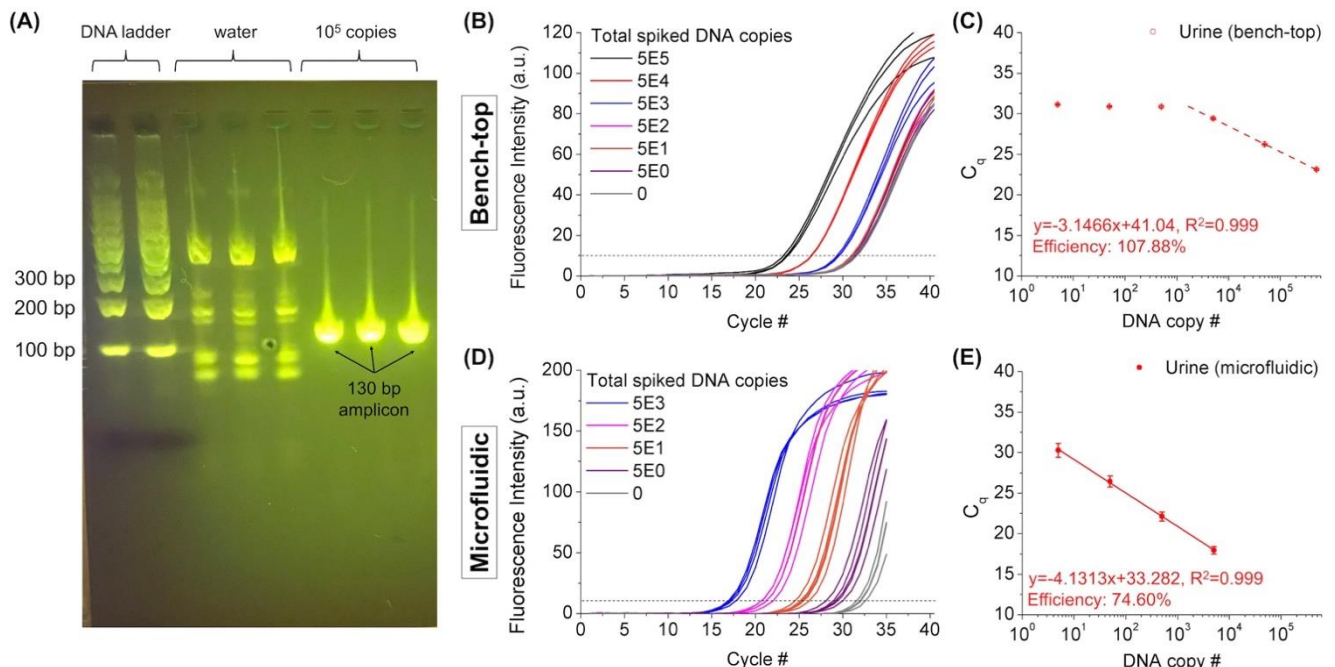 (A)
DNA ladder
water
10⁵ copies
300 bp
200 bp
100 bp
130 bp
amplicon
Bench-top
(B)
Total spiked DNA copies
5E5
5E4
5E3
5E2
5E1
5E0
0
Fluorescence Intensity (a.u.)
120
100
80
60
40
20
0
0 5 10 15 20 25 30 35 40
Cycle #
(C)
Urine (bench-top)
Cq
40
35
30
25
20
15
10
y=-3.1466x+41.04, R²=0.999
Efficiency: 107.88%
10⁰ 10¹ 10² 10³ 10⁴ 10⁵
DNA copy #
Microfluidic
(D)
Total spiked DNA copies
5E3
5E2
5E1
5E0
0
Fluorescence Intensity (a.u.)
200
150
100
50
0
0 5 10 15 20 25 30 35 40
Cycle #
(E)
Urine (microfluidic)
Cq
40
35
30
25
20
15
10
y=-4.1313x+33.282, R²=0.999
Efficiency: 74.60%
10⁰ 10¹ 10² 10³ 10⁴ 10⁵
DNA copy #